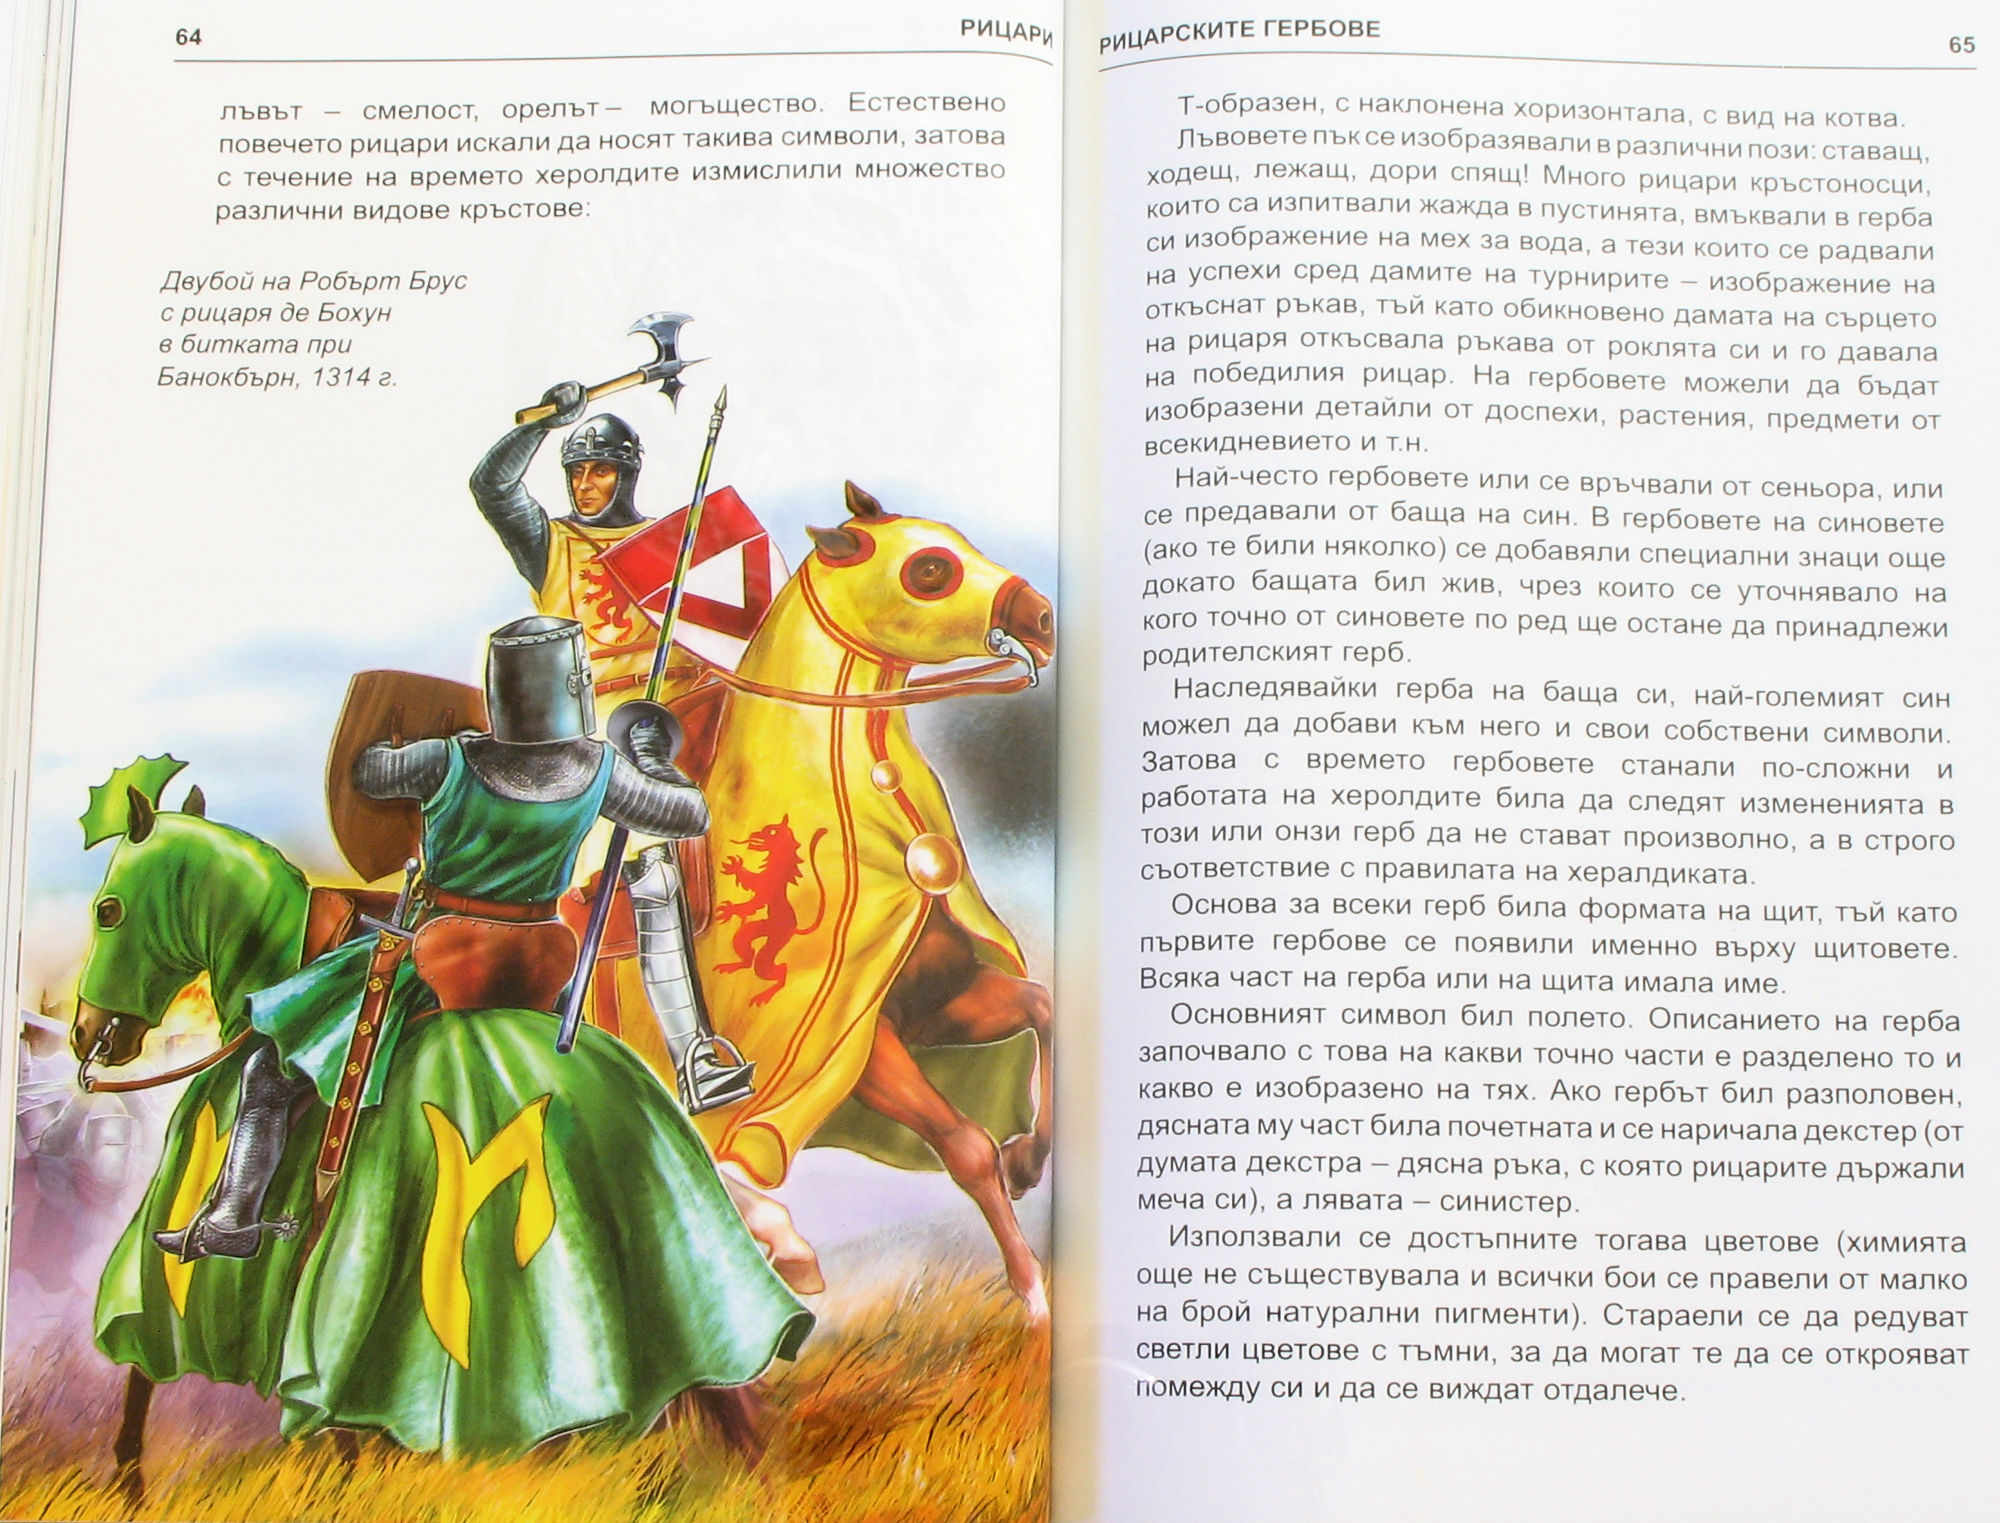 64
РИЦАРИ
лъвът – смелост, орелът – могъщество. Естествено
повечето рицари искали да носят такива символи, затова
с течение на времето херолдите измислили множество
различни видове кръстове:
Двубой на Робърт Брус
с рицаря де Бохун
в битката при
Банокбърн, 1314 г.
РИЦАРСКИТЕ ГЕРБОВЕ
65
Т-образен, с наклонена хоризонтала, с вид на котва.
Лъвовете пък се изобразявали в различни пози: ставащ,
ходещ, лежащ, дори спящ! Много рицари кръстоносци,
които са изпитвали жажда в пустинята, вмъквали в герба
си изображение на мех за вода, а тези които се радвали
на успехи сред дамите на турнирите – изображение на
откъснат ръкав, тъй като обикновено дамата на сърцето
на рицаря откъсвала ръкава от роклята си и го давала
на победилия рицар. На гербовете можели да бъдат
изобразени детайли от доспехи, растения, предмети от
всекидневието и т.н.
Най-често гербовете или се връчвали от сеньора, или
се предавали от баща на син. В гербовете на синовете
(ако те били няколко) се добавяли специални знаци още
докато бащата бил жив, чрез които се уточнявало на
кого точно от синовете по ред ще остане да принадлежи
родителският герб.
Наследявайки герба на баща си, най-големият син
можел да добави към него и свои собствени символи.
Затова с времето гербовете станали по-сложни и
работата на херолдите била да следят измененията в
този или онзи герб да не стават произволно, а в строго
съответствие с правилата на хералдиката.
Основа за всеки герб била формата на щит, тъй като
първите гербове се появили именно върху щитовете.
Всяка част на герба или на щита имала име.
Основният символ бил полето. Описанието на герба
започвало с това на какви точно части е разделено то и
какво е изобразено на тях. Ако гербът бил разполовен,
дясната му част била почетната и се наричала декстер (от
думата декстра – дясна ръка, с която рицарите държали
меча си), а лявата – синистер.
Използвали се достъпните тогава цветове (химията
още не съществувала и всички бои се правели от малко
на брой натурални пигменти). Стараели се да редуват
светли цветове с тъмни, за да могат те да се открояват
помежду си и да се виждат отдалече.